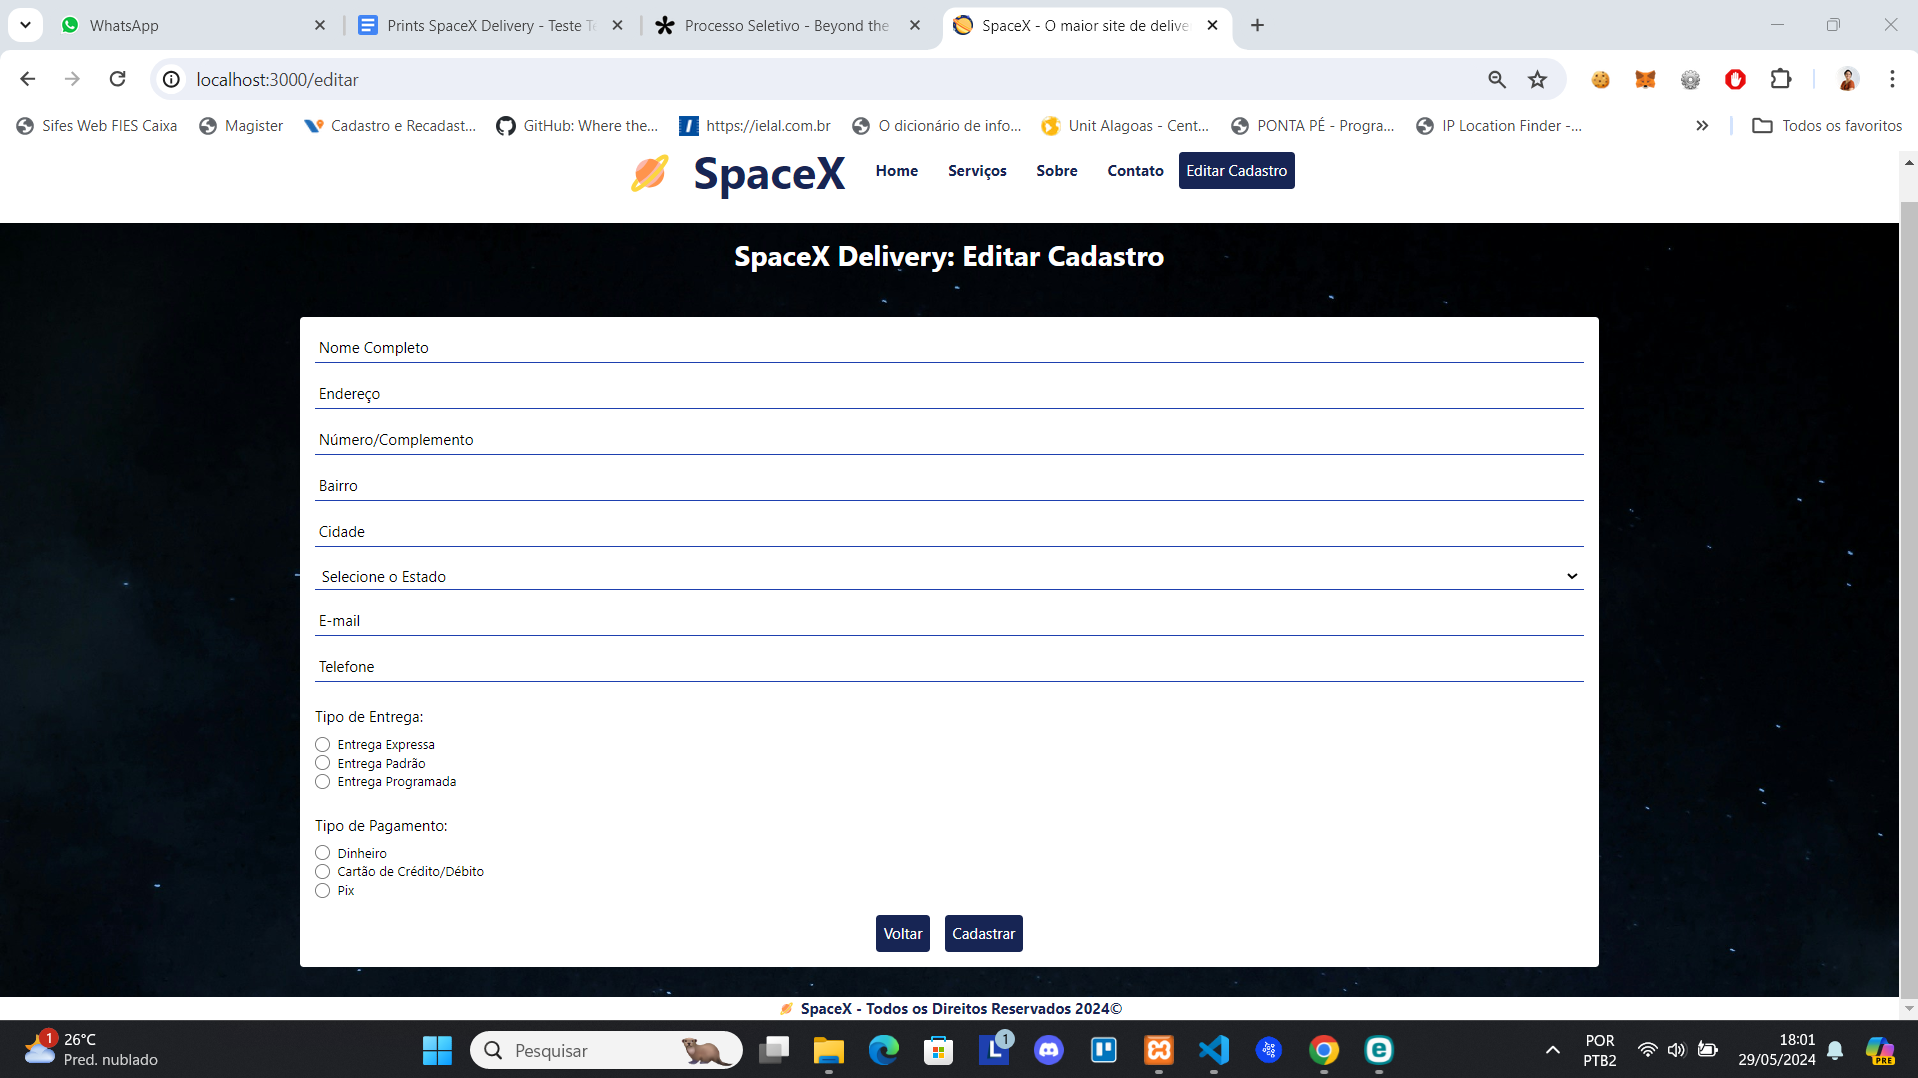 WhatsApp
Prints SpaceX Delivery - Teste Te
Processo Seletivo - Beyond the
SpaceX - O maior site de delive
localhost:3000/editar
Sifes Web FIES Caixa
Magister
Cadastro e Recadast...
GitHub: Where the...
https://ielal.com.br
O dicionário de info...
Unit Alagoas - Cent...
PONTA PÉ - Progra...
IP Location Finder -...
Todos os favoritos
SpaceX
Home
Serviços
Sobre
Contato
Editar Cadastro
SpaceX Delivery: Editar Cadastro
Nome Completo
Endereço
Número/Complemento
Bairro
Cidade
Selecione o Estado
E-mail
Telefone
Tipo de Entrega:
Entrega Expressa
Entrega Padrão
Entrega Programada
Tipo de Pagamento:
Dinheiro
Cartão de Crédito/Débito
Pix
Voltar
Cadastrar
SpaceX - Todos os Direitos Reservados 2024©
1
26°C
Pred. nublado
Pesquisar
L
1
POR
PTB2
18:01
29/05/2024
PRE